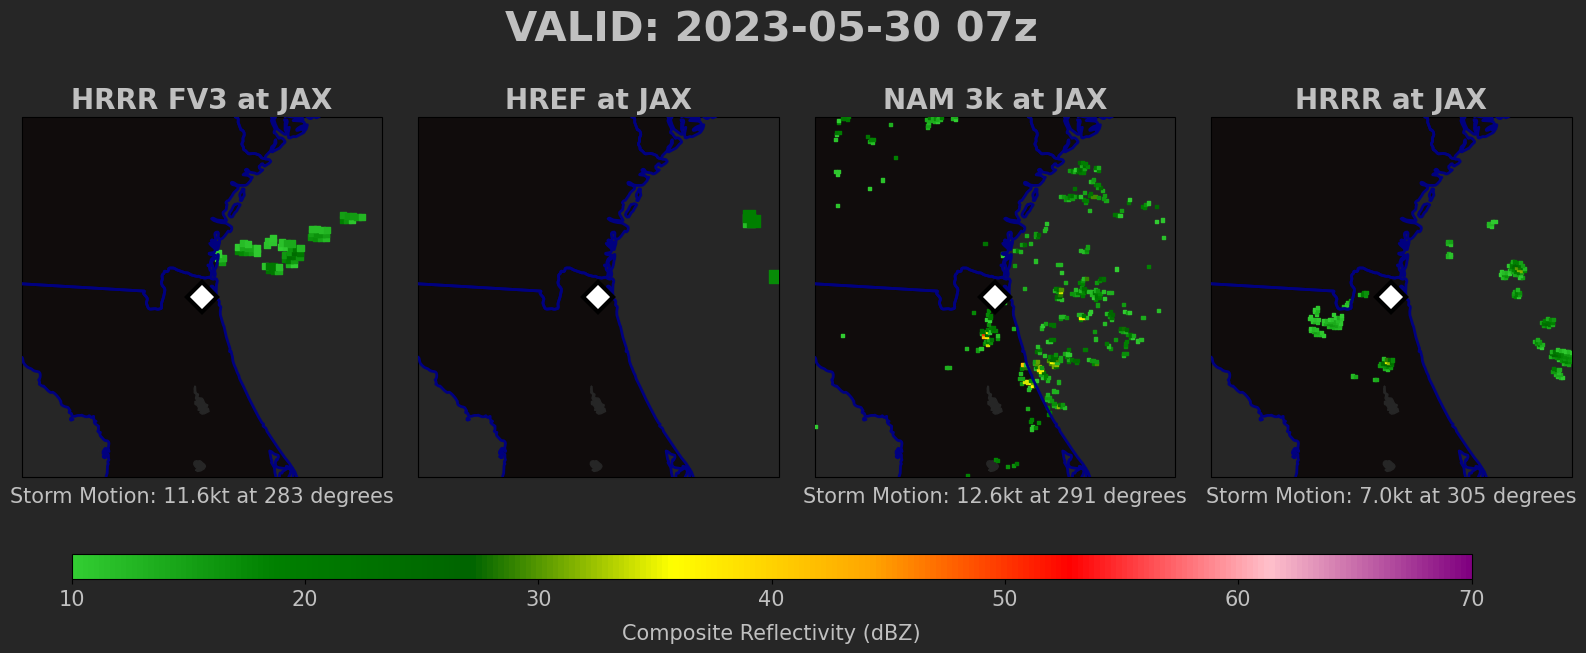 VALID: 2023-05-30 07z
HRRR FV3 at JAX
HREF at JAX
NAM 3k at JAX
HRRR at JAX
Storm Motion: 11.6kt at 283 degrees
Storm Motion: 12.6kt at 291 degrees
Storm Motion: 7.0kt at 305 degrees
10 20 30 40 50 60 70
Composite Reflectivity (dBZ)